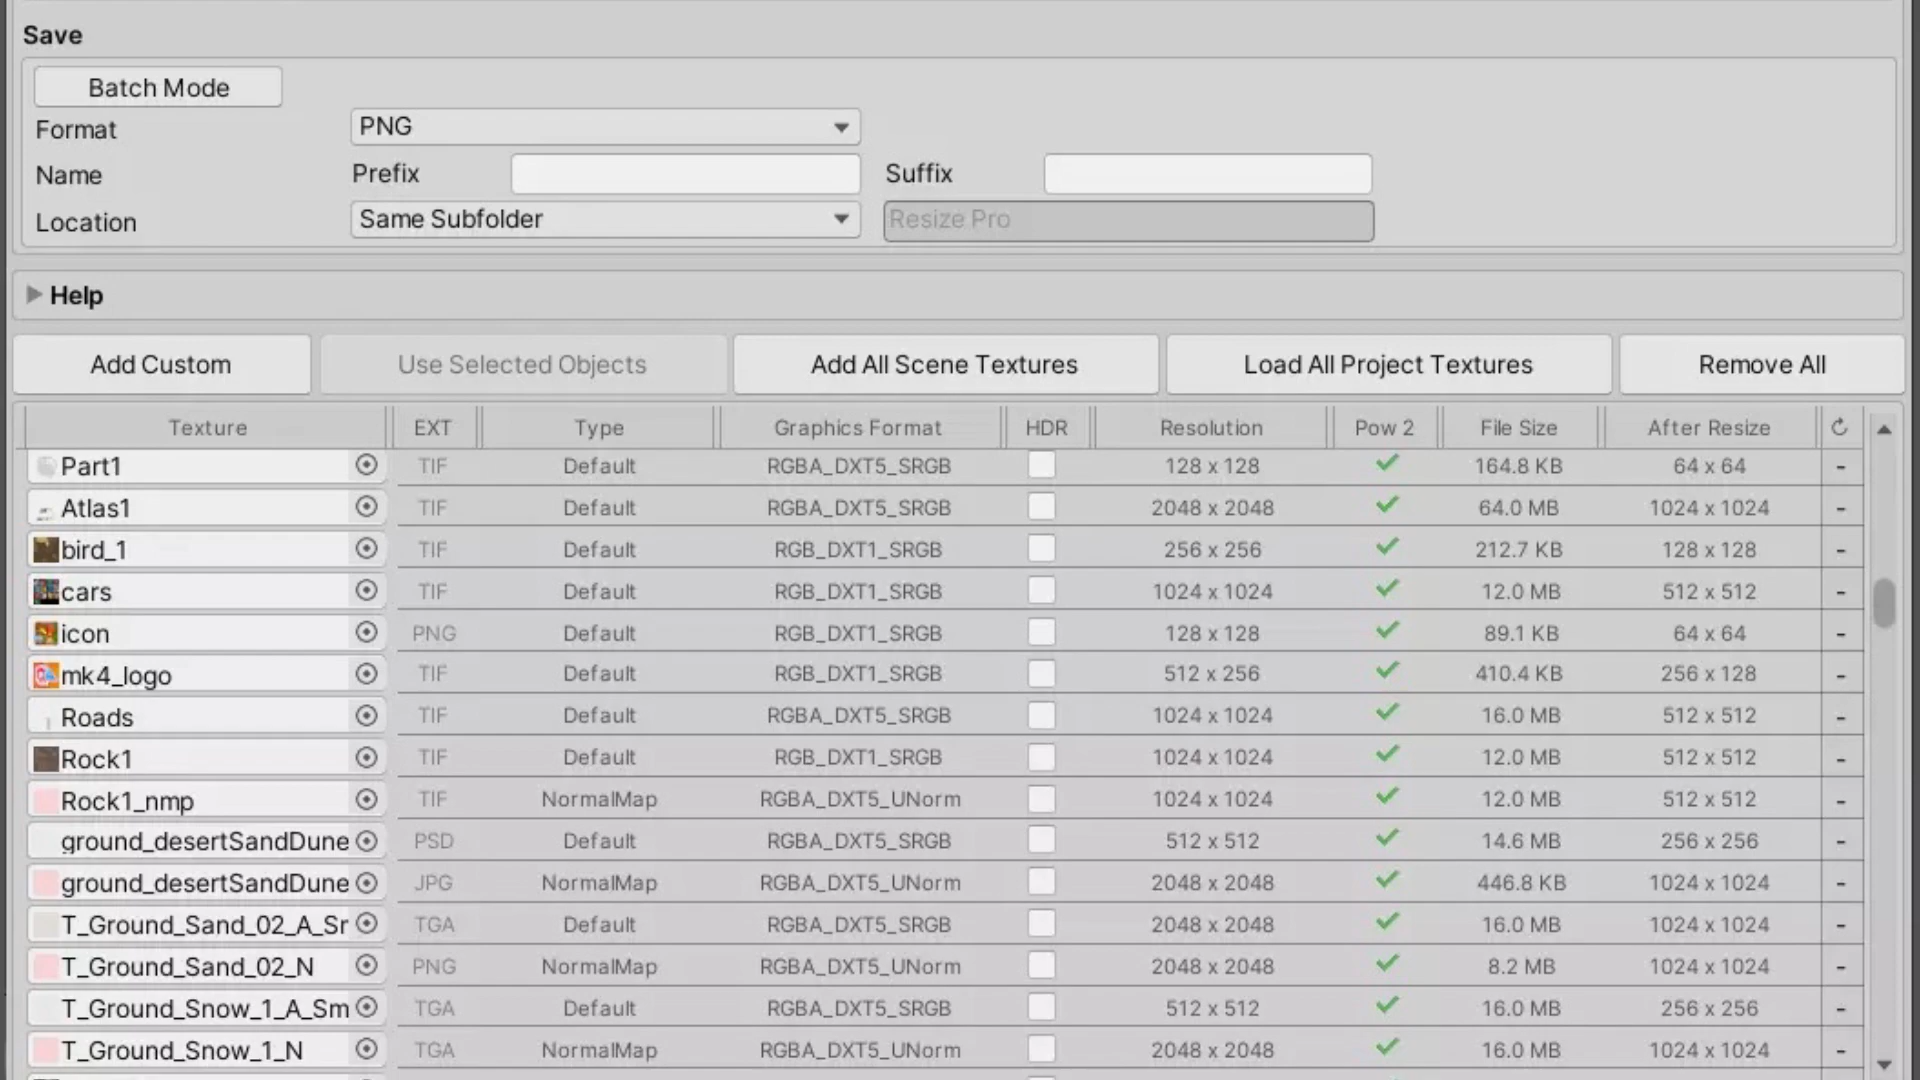 Save
Batch Mode
Format PNG
Name Prefix Suffix
Location Same Subfolder Resize Pro
Help
Add Custom Use Selected Objects Add All Scene Textures Load All Project Textures Remove All
Texture EXT Type Graphics Format HDR Resolution Pow 2 File Size After Resize
Part1 TIF Default RGBA_DXT5_SRGB 128 x 128 164.8 KB 64 x 64 -
Atlas1 TIF Default RGBA_DXT5_SRGB 2048 x 2048 64.0 MB 1024 x 1024 -
bird_1 TIF Default RGB_DXT1_SRGB 256 x 256 212.7 KB 128 x 128 -
cars TIF Default RGB_DXT1_SRGB 1024 x 1024 12.0 MB 512 x 512 -
icon PNG Default RGB_DXT1_SRGB 128 x 128 89.1 KB 64 x 64 -
mk4_logo TIF Default RGB_DXT1_SRGB 512 x 256 410.4 KB 256 x 128 -
Roads TIF Default RGBA_DXT5_SRGB 1024 x 1024 16.0 MB 512 x 512 -
Rock1 TIF Default RGB_DXT1_SRGB 1024 x 1024 12.0 MB 512 x 512 -
Rock1_nmp TIF NormalMap RGBA_DXT5_UNorm 1024 x 1024 12.0 MB 512 x 512 -
ground_desertSandDune PSD Default RGBA_DXT5_SRGB 512 x 512 14.6 MB 256 x 256 -
ground_desertSandDune JPG NormalMap RGBA_DXT5_UNorm 2048 x 2048 446.8 KB 1024 x 1024 -
T_Ground_Sand_02_A_Sr TGA Default RGBA_DXT5_SRGB 2048 x 2048 16.0 MB 1024 x 1024 -
T_Ground_Sand_02_N PNG NormalMap RGBA_DXT5_UNorm 2048 x 2048 8.2 MB 1024 x 1024 -
T_Ground_Snow_1_A_Sm TGA Default RGBA_DXT5_SRGB 512 x 512 16.0 MB 256 x 256 -
T_Ground_Snow_1_N TGA NormalMap RGBA_DXT5_UNorm 2048 x 2048 16.0 MB 1024 x 1024 -